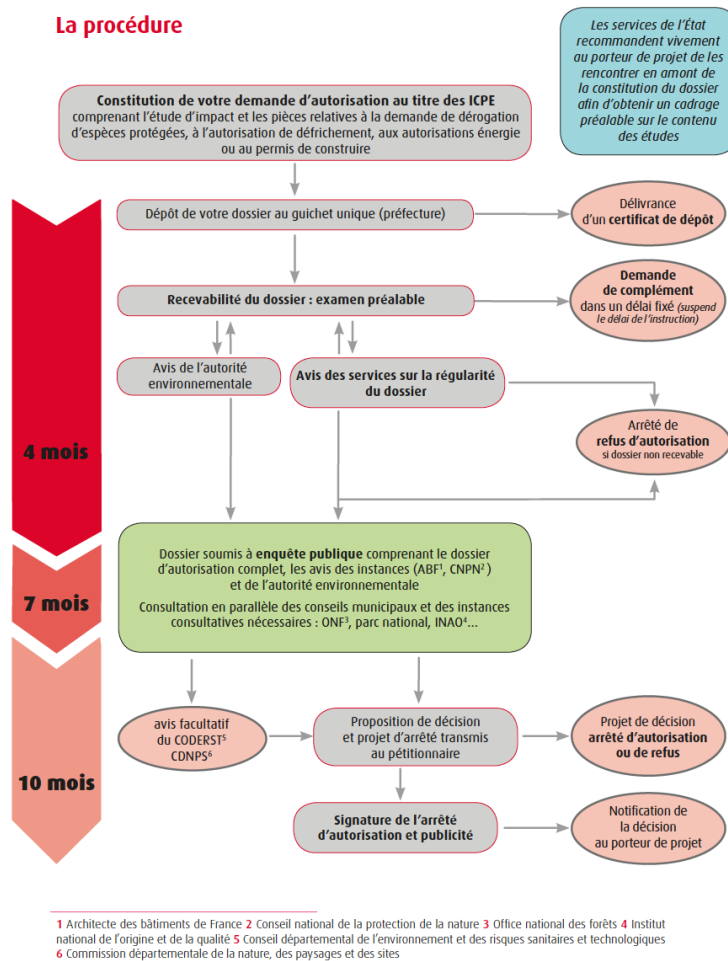 La procédure
Les services de l'État
recommandent vivement
au porteur de projet de les
rencontrer en amont de
la constitution du dossier
afin d'obtenir un cadrage
préalable sur le contenu
des études
Constitution de votre demande d'autorisation au titre des ICPE
comprenant l'étude d'impact et les pièces relatives à la demande de dérogation
d'espèces protégées, à l'autorisation de défrichement, aux autorisations énergie
ou au permis de construire
Dépôt de votre dossier au guichet unique (préfecture)
Délivrance
d'un certificat de dépôt
Recevabilité du dossier : examen préalable
Demande
de complément
dans un délai fixé (suspend
le délai de l'instruction)
Avis de l'autorité
environnementale
Avis des services sur la régularité
du dossier
Arrêté de
refus d'autorisation
si dossier non recevable
4 mois
Dossier soumis à enquête publique comprenant le dossier
d'autorisation complet, les avis des instances (ABF1, CNPN2)
et de l'autorité environnementale
Consultation en parallèle des conseils municipaux et des instances
consultatives nécessaires : ONF3, parc national, INAO4...
7 mois
avis facultatif
du CODERST5
CDNPS6
Proposition de décision
et projet d'arrêté transmis
au pétitionnaire
Projet de décision
arrêté d'autorisation
ou de refus
10 mois
Signature de l'arrêté
d'autorisation et publicité
Notification de
la décision
au porteur de projet
1 Architecte des bâtiments de France 2 Conseil national de la protection de la nature 3 Office national des forêts 4 Institut
national de l'origine et de la qualité 5 Conseil départemental de l'environnement et des risques sanitaires et technologiques
6 Commission départementale de la nature, des paysages et des sites